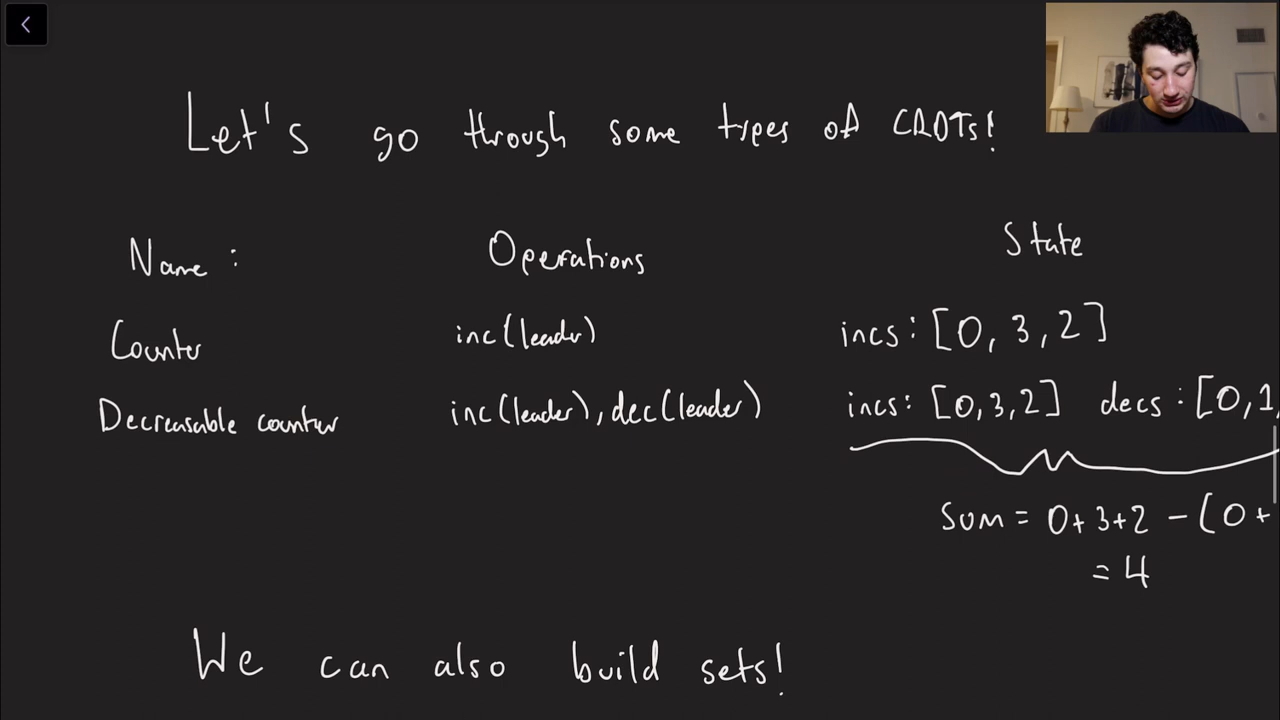 Let's go through some types of CRDTs!
Name : Operations State
Counter inc(leader) incs: [0, 3, 2]
Decreasable counter inc(leader), dec(leader) incs: [0,3,2] decs : [0,1,
sum = 0+3+2 - (0+
= 4
We can also build sets!